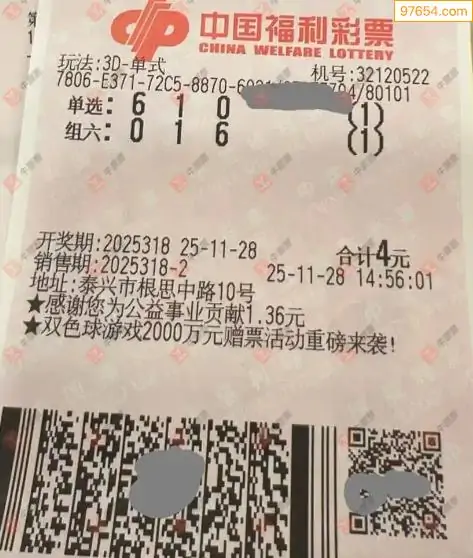 97654.com
中国福利彩票
CHINA WELFARE LOTTERY
玩法:3D-单式
机号:32120522
7806-E371-72C5-8870- /80101
单选: 6 1 0 (1)
组六: 0 1 6 (1)
开奖期:2025318 25-11-28 合计4元
销售期:2025318-2 25-11-28 14:56:01
地址:泰兴市根思中路10号
★感谢您为公益事业贡献1.36元
★双色球游戏2000万元赠票活动重磅来袭!